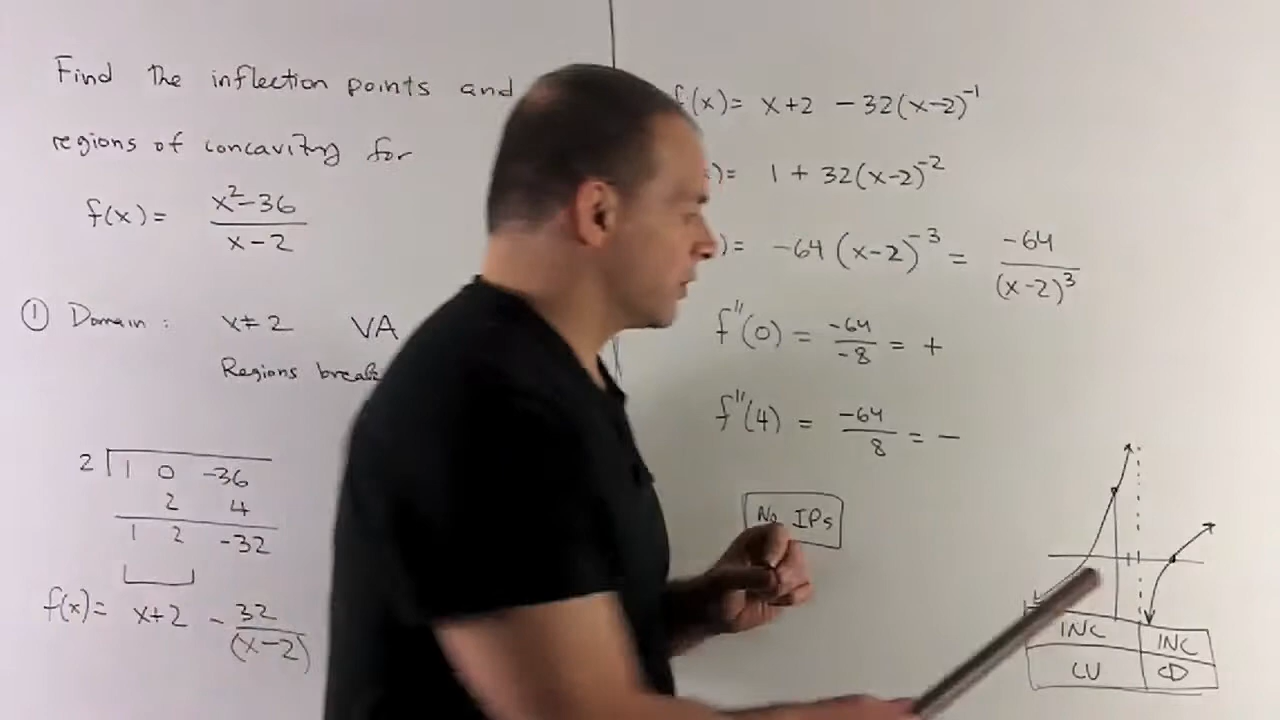 Find the inflection points and
regions of concavity for
f(x) = x²-36 / x-2
① Domain: x≠2 VA
Regions break
2 | 1 0 -36
2 4
1 2 -32
f(x) = x+2 - 32/(x-2)
f(x) = x+2 - 32(x-2)⁻¹
) = 1 + 32(x-2)⁻²
) = -64(x-2)⁻³ = -64/(x-2)³
f''(0) = -64/-8 = +
f''(4) = -64/8 = -
No IPs
INC INC
CU CD